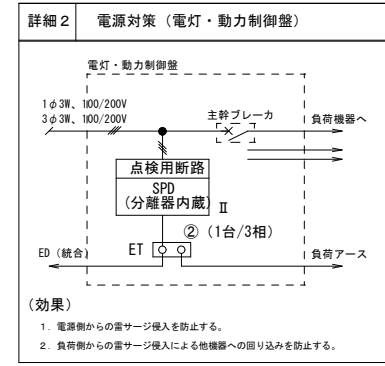 詳細2 電源対策（電灯・動力制御盤）
電灯・動力制御盤
1φ3W、100/200V
3φ3W、100/200V
主幹ブレーカ
負荷機器へ
点検用断路
SPD
(分離器内蔵)
Ⅱ
②（1台/3相）
ED（統合）
ET
負荷アース
(効果)
1. 電源側からの雷サージ侵入を防止する。
2. 負荷側からの雷サージ侵入による他機器への回り込みを防止する。